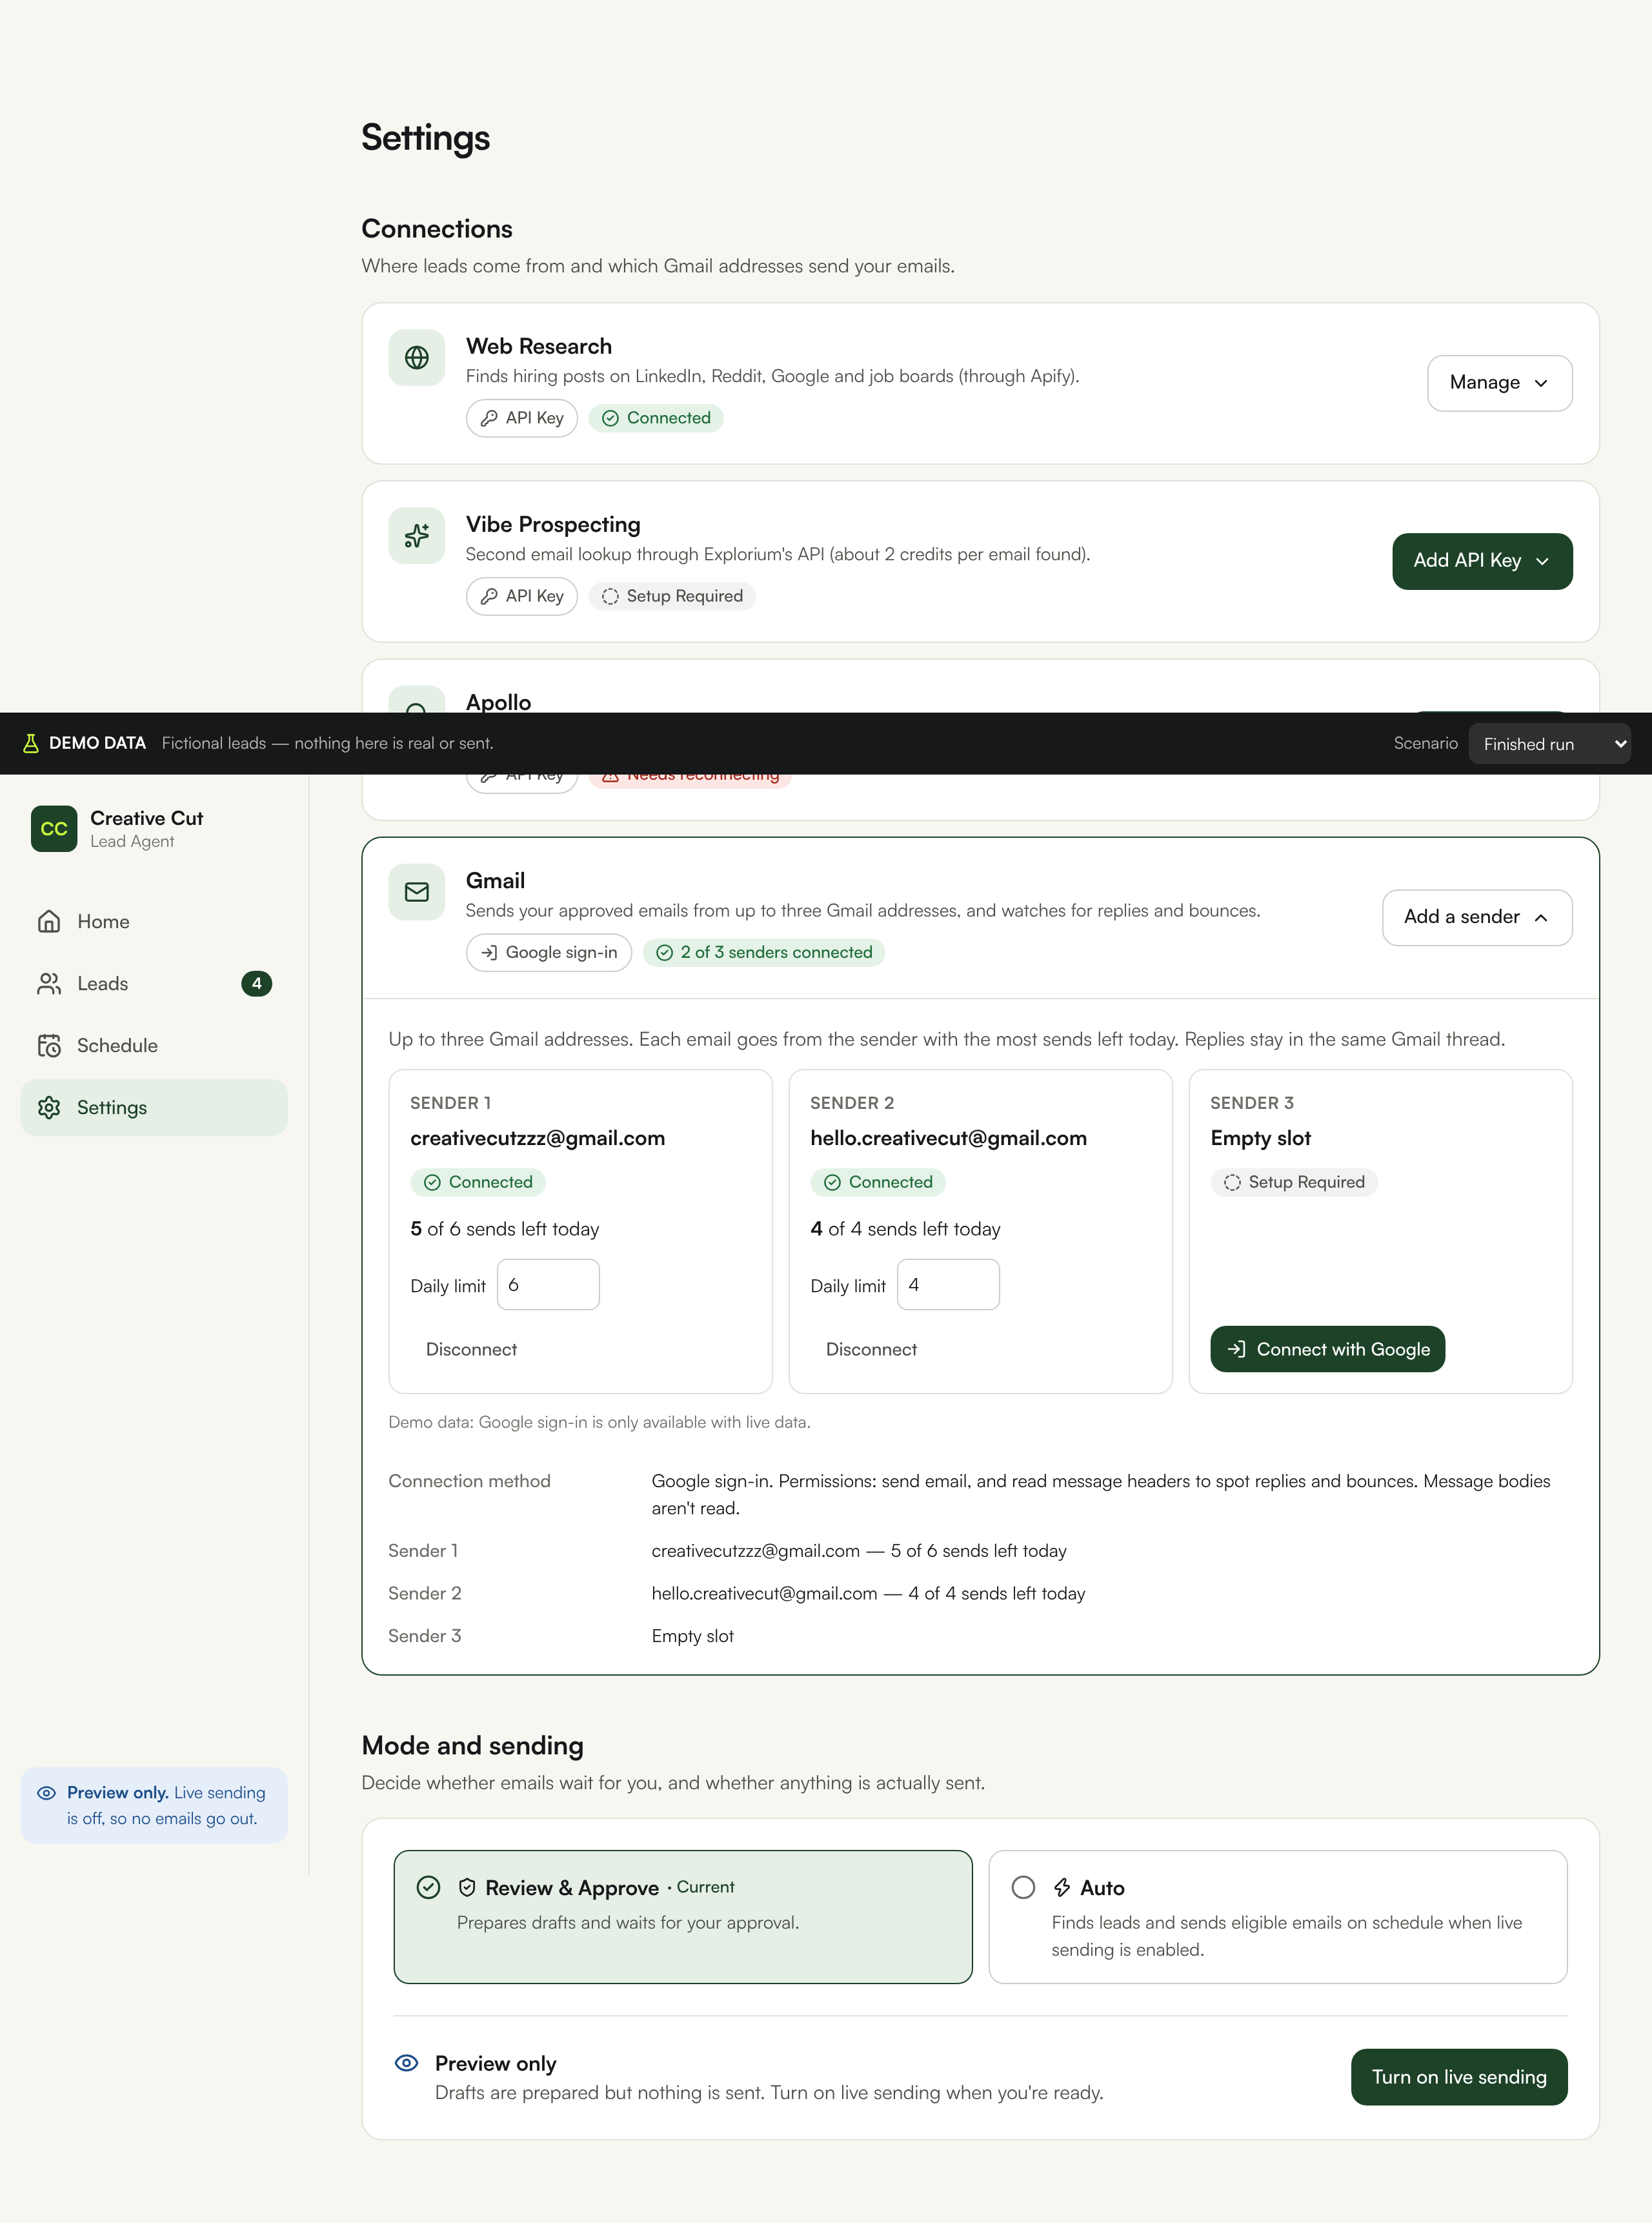 Settings
Connections
Where leads come from and which Gmail addresses send your emails.
Web Research
Finds hiring posts on LinkedIn, Reddit, Google and job boards (through Apify).
API Key
Connected
Manage
Vibe Prospecting
Second email lookup through Explorium's API (about 2 credits per email found).
API Key
Setup Required
Add API Key
Apollo
DEMO DATA
Fictional leads — nothing here is real or sent.
Scenario
Finished run
API Key
Needs reconnecting
CC
Creative Cut
Lead Agent
Home
Leads
4
Schedule
Settings
Preview only. Live sending
is off, so no emails go out.
Gmail
Sends your approved emails from up to three Gmail addresses, and watches for replies and bounces.
Google sign-in
2 of 3 senders connected
Add a sender
Up to three Gmail addresses. Each email goes from the sender with the most sends left today. Replies stay in the same Gmail thread.
SENDER 1
creativecutzzz@gmail.com
Connected
5 of 6 sends left today
Daily limit
6
Disconnect
SENDER 2
hello.creativecut@gmail.com
Connected
4 of 4 sends left today
Daily limit
4
Disconnect
SENDER 3
Empty slot
Setup Required
Connect with Google
Demo data: Google sign-in is only available with live data.
Connection method
Google sign-in. Permissions: send email, and read message headers to spot replies and bounces. Message bodies
aren't read.
Sender 1
creativecutzzz@gmail.com — 5 of 6 sends left today
Sender 2
hello.creativecut@gmail.com — 4 of 4 sends left today
Sender 3
Empty slot
Mode and sending
Decide whether emails wait for you, and whether anything is actually sent.
Review & Approve · Current
Prepares drafts and waits for your approval.
Auto
Finds leads and sends eligible emails on schedule when live
sending is enabled.
Preview only
Drafts are prepared but nothing is sent. Turn on live sending when you're ready.
Turn on live sending